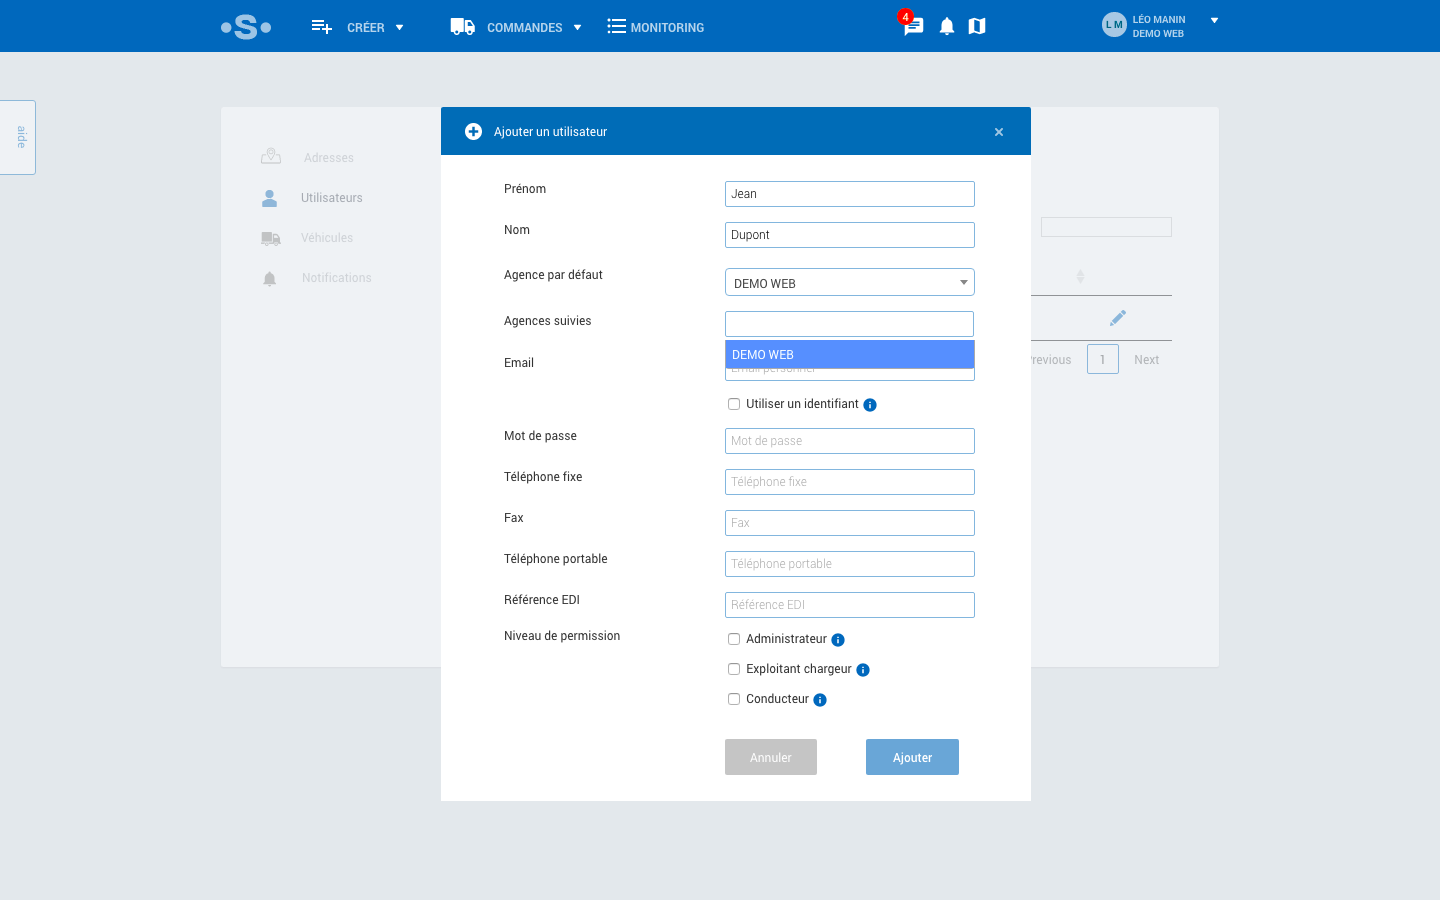 S
CRÉER
COMMANDES
MONITORING
4
L M
LÉO MANIN
DEMO WEB
aide
Adresses
Utilisateurs
Véhicules
Notifications
Ajouter un utilisateur
×
Prénom
Jean
Nom
Dupont
Agence par défaut
DEMO WEB
Agences suivies
DEMO WEB
Email
Email personnel
Utiliser un identifiant
Mot de passe
Mot de passe
Téléphone fixe
Téléphone fixe
Fax
Fax
Téléphone portable
Téléphone portable
Référence EDI
Référence EDI
Niveau de permission
Administrateur
Exploitant chargeur
Conducteur
Annuler
Ajouter
revious
1
Next